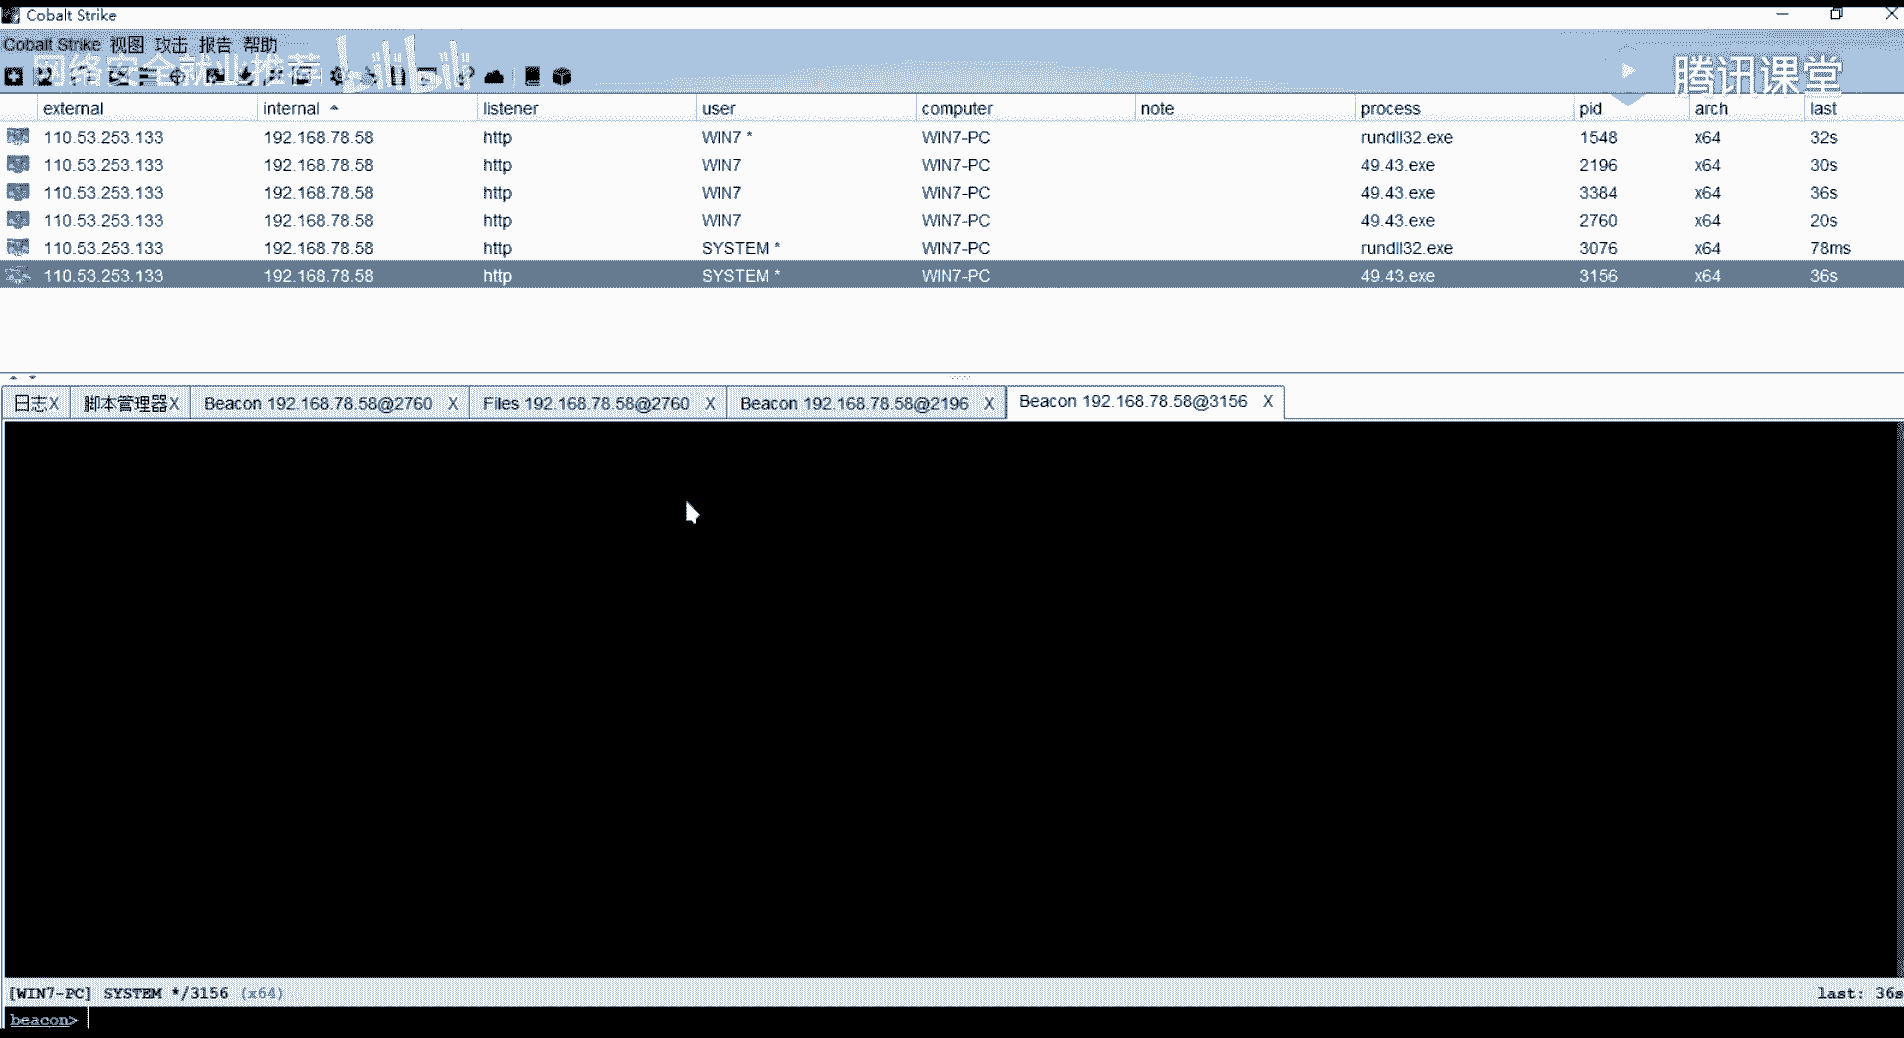 Cobalt Strike
Cobalt Strike 视图 攻击 报告 帮助
网络安全就业推荐 bilibili 腾讯课堂
external internal listener user computer note process pid arch last
110.53.253.133 192.168.78.58 http WIN7 * WIN7-PC rundll32.exe 1548 x64 32s
110.53.253.133 192.168.78.58 http WIN7 WIN7-PC 49.43.exe 2196 x64 30s
110.53.253.133 192.168.78.58 http WIN7 WIN7-PC 49.43.exe 3384 x64 36s
110.53.253.133 192.168.78.58 http WIN7 WIN7-PC 49.43.exe 2760 x64 20s
110.53.253.133 192.168.78.58 http SYSTEM * WIN7-PC rundll32.exe 3076 x64 78ms
110.53.253.133 192.168.78.58 http SYSTEM * WIN7-PC 49.43.exe 3156 x64 36s
日志X 脚本管理器X Beacon 192.168.78.58@2760 X Files 192.168.78.58@2760 X Beacon 192.168.78.58@2196 X Beacon 192.168.78.58@3156 X
[WIN7-PC] SYSTEM */3156 (x64) last: 36s
beacon>